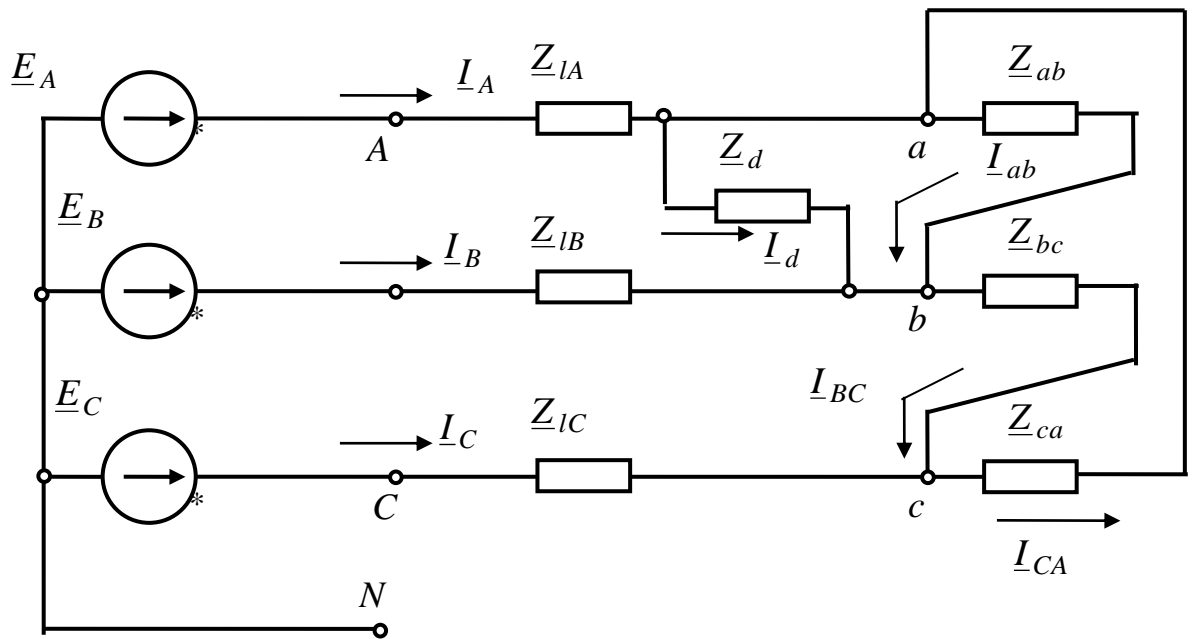 E_A
I_A
Z_lA
Z_ab
*
A
Z_d
a
I_ab
E_B
I_B
Z_lB
I_d
Z_bc
*
b
E_C
I_C
Z_lC
I_BC
Z_ca
*
C
c
I_CA
N